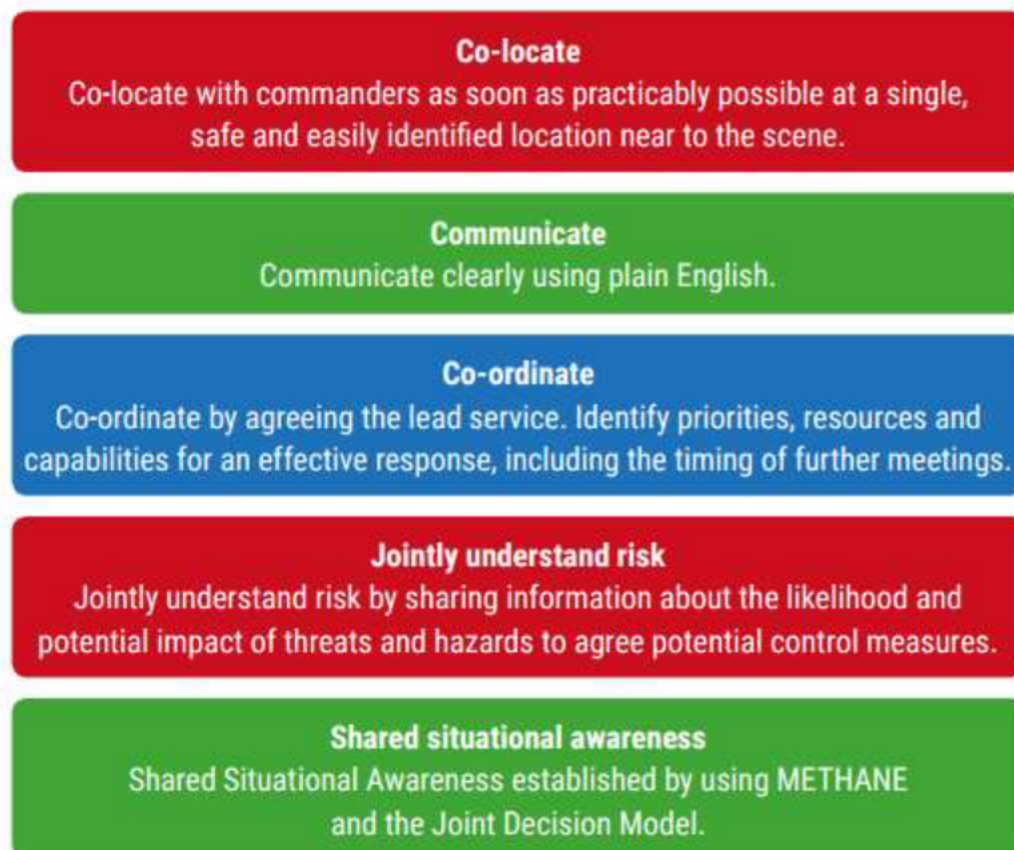 Co-locate
Co-locate with commanders as soon as practicably possible at a single,
safe and easily identified location near to the scene.
Communicate
Communicate clearly using plain English.
Co-ordinate
Co-ordinate by agreeing the lead service. Identify priorities, resources and
capabilities for an effective response, including the timing of further meetings.
Jointly understand risk
Jointly understand risk by sharing information about the likelihood and
potential impact of threats and hazards to agree potential control measures.
Shared situational awareness
Shared Situational Awareness established by using METHANE
and the Joint Decision Model.